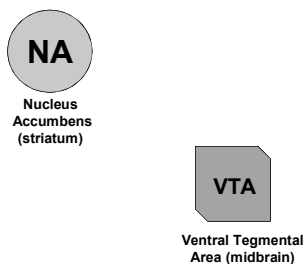 NA
Nucleus
Accumbens
(striatum)
VTA
Ventral Tegmental
Area (midbrain)